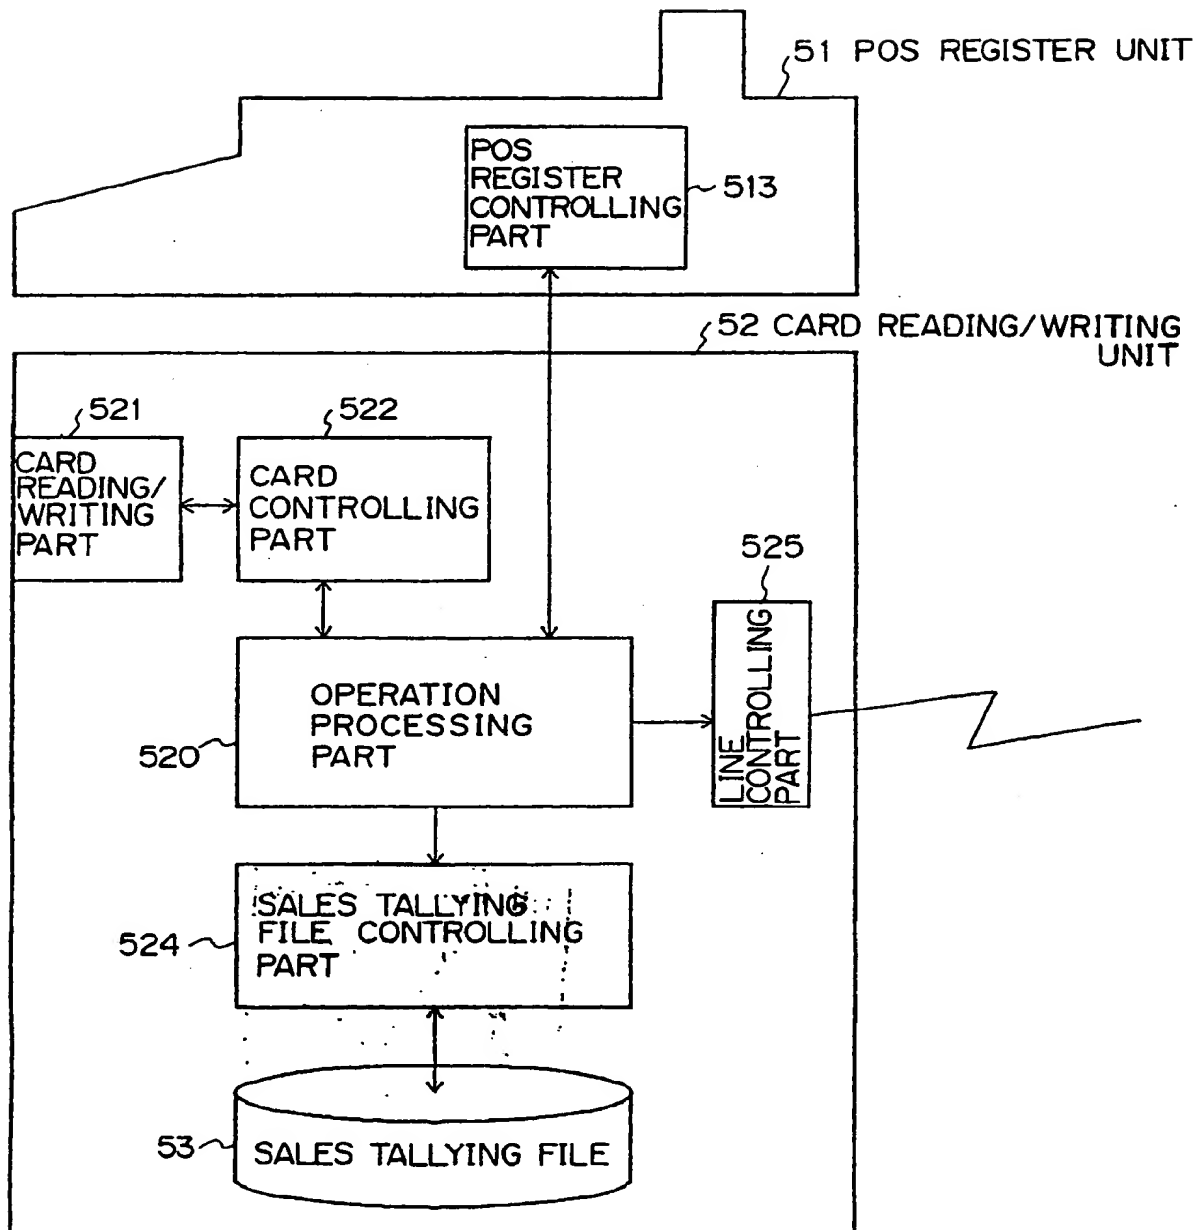 51 POS REGISTER UNIT
POS
REGISTER
CONTROLLING
PART
513
52 CARD READING/WRITING
UNIT
521
522
CARD
READING/
WRITING
PART
CARD
CONTROLLING
PART
525
LINE
CONTROLLING
PART
OPERATION
PROCESSING
PART
520
SALES TALLYING
FILE CONTROLLING
PART
524
53
SALES TALLYING FILE